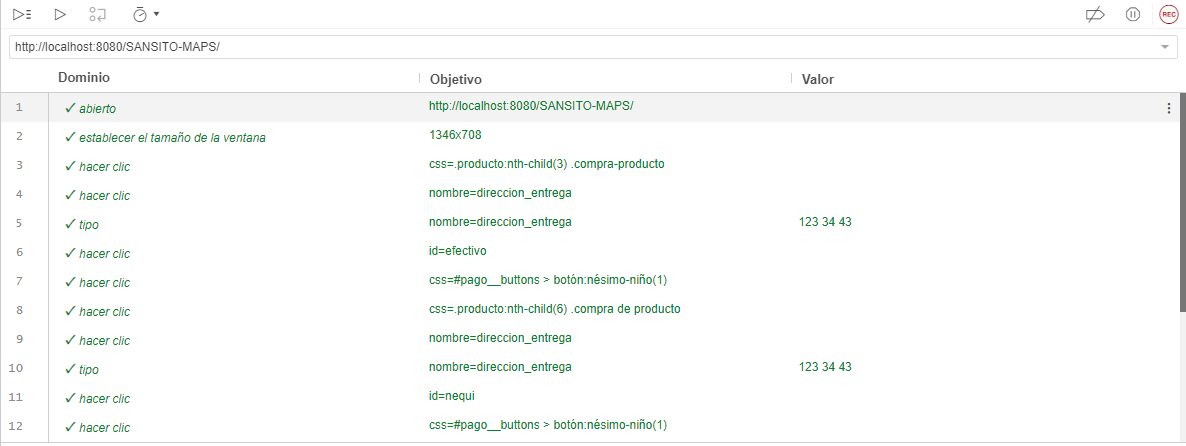 REC
http://localhost:8080/SANSITO-MAPS/
Dominio Objetivo Valor
1 ✓ abierto http://localhost:8080/SANSITO-MAPS/
2 ✓ establecer el tamaño de la ventana 1346x708
3 ✓ hacer clic css=.producto:nth-child(3) .compra-producto
4 ✓ hacer clic nombre=direccion_entrega
5 ✓ tipo nombre=direccion_entrega 123 34 43
6 ✓ hacer clic id=efectivo
7 ✓ hacer clic css=#pago__buttons > botón:nésimo-niño(1)
8 ✓ hacer clic css=.producto:nth-child(6) .compra de producto
9 ✓ hacer clic nombre=direccion_entrega
10 ✓ tipo nombre=direccion_entrega 123 34 43
11 ✓ hacer clic id=nequi
12 ✓ hacer clic css=#pago__buttons > botón:nésimo-niño(1)